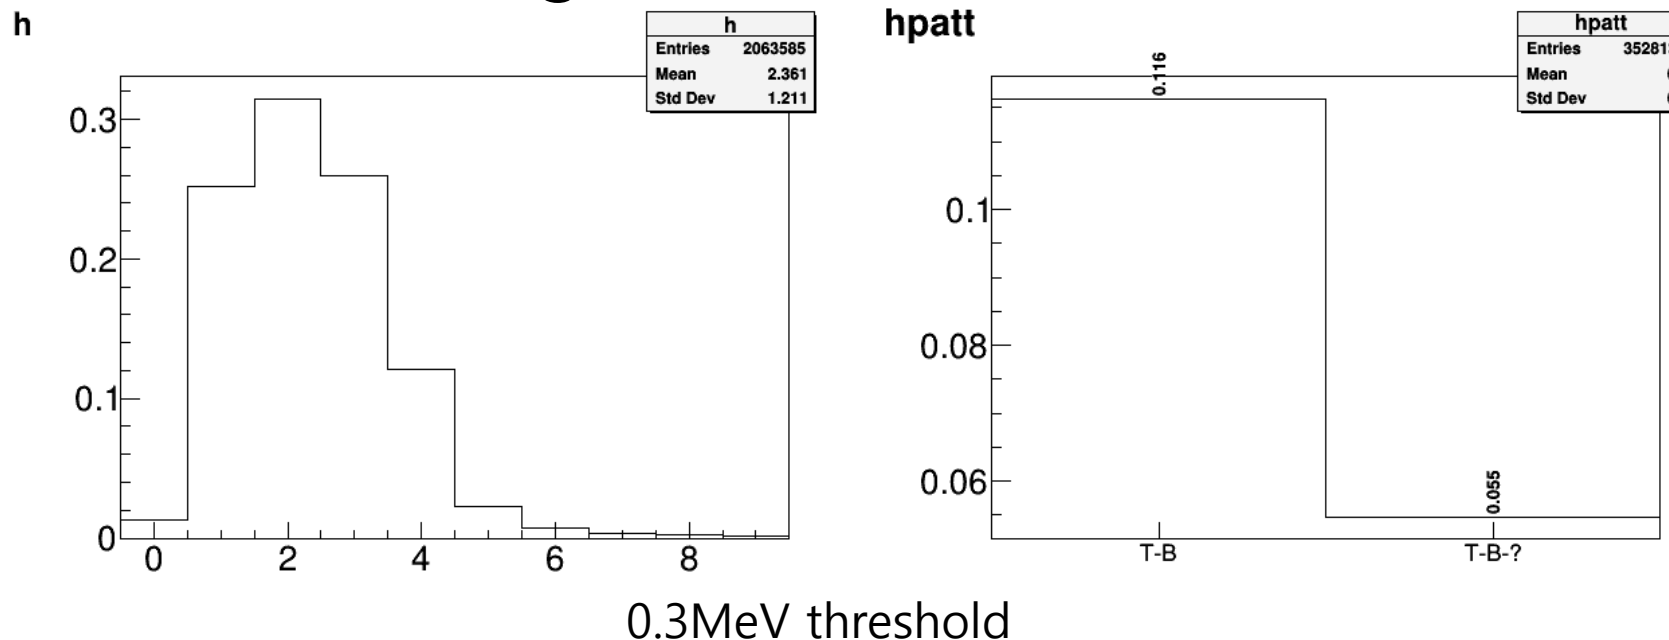 h
h
Entries 2063585
Mean 2.361
Std Dev 1.211
0.3
0.2
0.1
0
0 2 4 6 8
hpatt
hpatt
Entries
Mean
Std Dev
0.116
0.1
0.08
0.06
0.055
T-B T-B-?
0.3MeV threshold